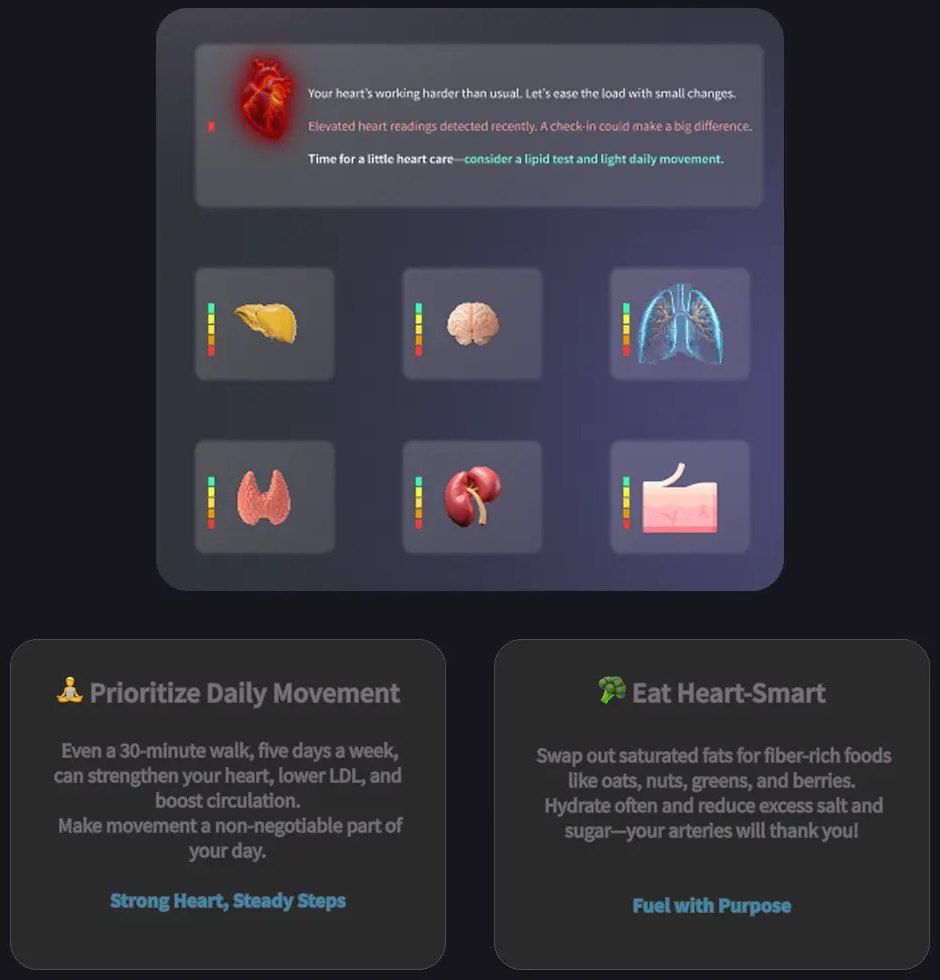 Your heart's working harder than usual. Let's ease the load with small changes.
Elevated heart readings detected recently. A check-in could make a big difference.
Time for a little heart care—consider a lipid test and light daily movement.
Prioritize Daily Movement
Even a 30-minute walk, five days a week,
can strengthen your heart, lower LDL, and
boost circulation.
Make movement a non-negotiable part of
your day.
Strong Heart, Steady Steps
Eat Heart-Smart
Swap out saturated fats for fiber-rich foods
like oats, nuts, greens, and berries.
Hydrate often and reduce excess salt and
sugar—your arteries will thank you!
Fuel with Purpose